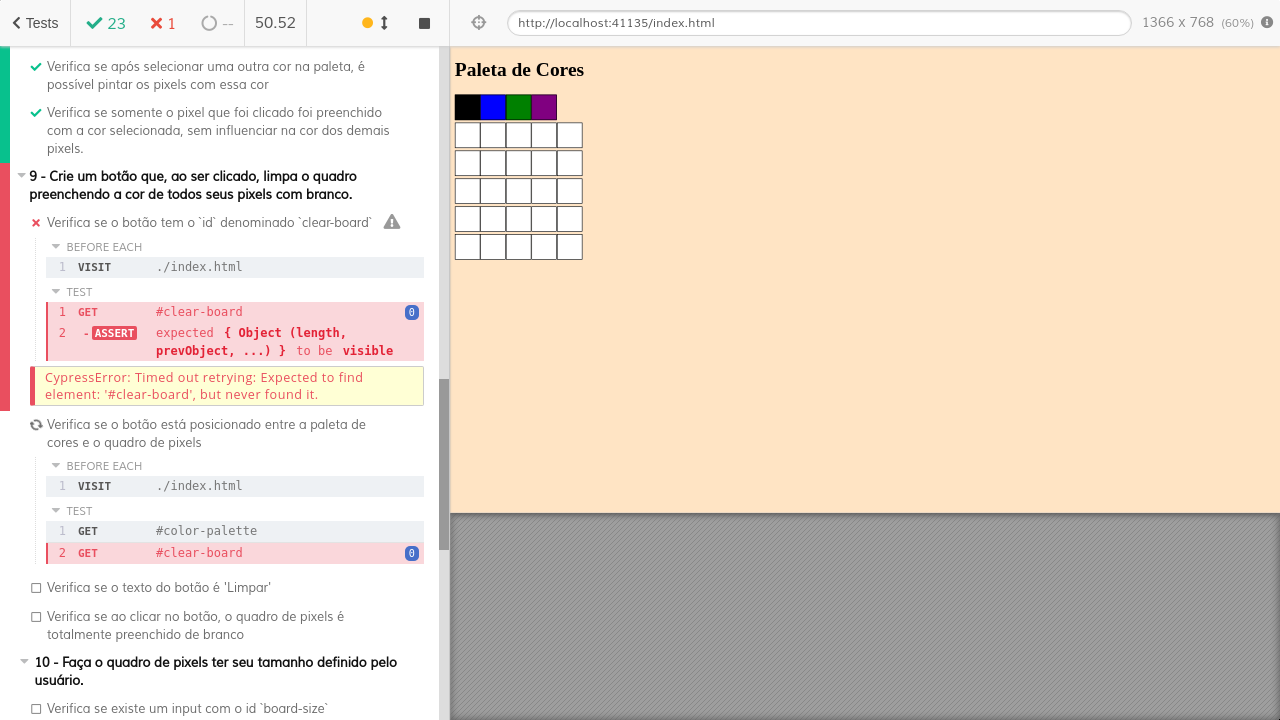 Tests 23 1 -- 50.52 http://localhost:41135/index.html 1366 x 768 (60%)
Verifica se após selecionar uma outra cor na paleta, é
possível pintar os pixels com essa cor
Verifica se somente o pixel que foi clicado foi preenchido
com a cor selecionada, sem influenciar na cor dos demais
pixels.
9 - Crie um botão que, ao ser clicado, limpa o quadro
preenchendo a cor de todos seus pixels com branco.
Verifica se o botão tem o `id` denominado `clear-board`
BEFORE EACH
1 VISIT ./index.html
TEST
1 GET #clear-board 0
2 -ASSERT expected { Object (length,
prevObject, ...) } to be visible
CypressError: Timed out retrying: Expected to find
element: '#clear-board', but never found it.
Verifica se o botão está posicionado entre a paleta de
cores e o quadro de pixels
BEFORE EACH
1 VISIT ./index.html
TEST
1 GET #color-palette
2 GET #clear-board 0
Verifica se o texto do botão é 'Limpar'
Verifica se ao clicar no botão, o quadro de pixels é
totalmente preenchido de branco
10 - Faça o quadro de pixels ter seu tamanho definido pelo
usuário.
Verifica se existe um input com o id `board-size`
Paleta de Cores